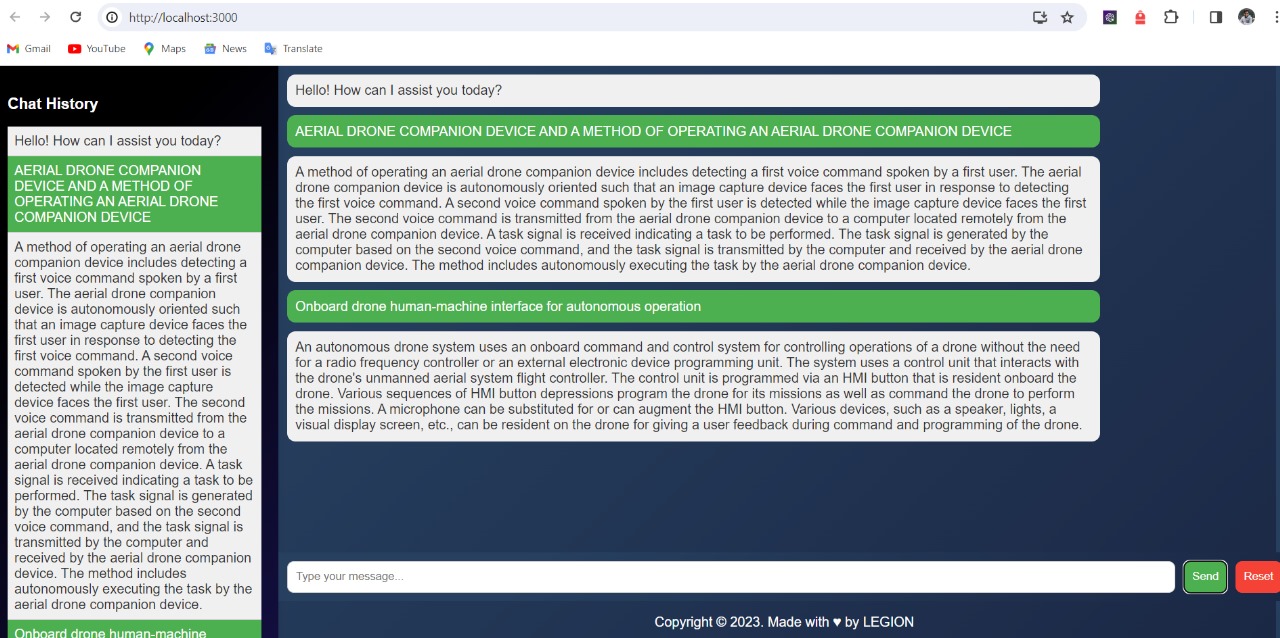 http://localhost:3000
Gmail
YouTube
Maps
News
Translate
Chat History
Hello! How can I assist you today?
AERIAL DRONE COMPANION
DEVICE AND A METHOD OF
OPERATING AN AERIAL DRONE
COMPANION DEVICE
A method of operating an aerial drone
companion device includes detecting a
first voice command spoken by a first
user. The aerial drone companion
device is autonomously oriented such
that an image capture device faces the
first user in response to detecting the
first voice command. A second voice
command spoken by the first user is
detected while the image capture
device faces the first user. The second
voice command is transmitted from the
aerial drone companion device to a
computer located remotely from the
aerial drone companion device. A task
signal is received indicating a task to be
performed. The task signal is generated
by the computer based on the second
voice command, and the task signal is
transmitted by the computer and
received by the aerial drone companion
device. The method includes
autonomously executing the task by the
aerial drone companion device.
Onboard drone human-machine
Hello! How can I assist you today?
AERIAL DRONE COMPANION DEVICE AND A METHOD OF OPERATING AN AERIAL DRONE COMPANION DEVICE
A method of operating an aerial drone companion device includes detecting a first voice command spoken by a first user. The aerial
drone companion device is autonomously oriented such that an image capture device faces the first user in response to detecting
the first voice command. A second voice command spoken by the first user is detected while the image capture device faces the first
user. The second voice command is transmitted from the aerial drone companion device to a computer located remotely from the
aerial drone companion device. A task signal is received indicating a task to be performed. The task signal is generated by the
computer based on the second voice command, and the task signal is transmitted by the computer and received by the aerial drone
companion device. The method includes autonomously executing the task by the aerial drone companion device.
Onboard drone human-machine interface for autonomous operation
An autonomous drone system uses an onboard command and control system for controlling operations of a drone without the need
for a radio frequency controller or an external electronic device programming unit. The system uses a control unit that interacts with
the drone's unmanned aerial system flight controller. The control unit is programmed via an HMI button that is resident onboard the
drone. Various sequences of HMI button depressions program the drone for its missions as well as command the drone to perform
the missions. A microphone can be substituted for or can augment the HMI button. Various devices, such as a speaker, lights, a
visual display screen, etc., can be resident on the drone for giving a user feedback during command and programming of the drone.
Type your message...
Send
Reset
Copyright © 2023. Made with ♥ by LEGION